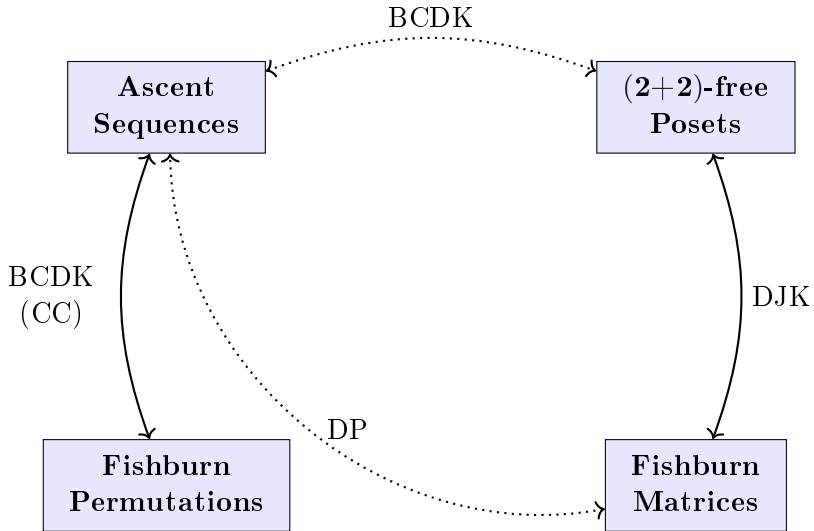 BCDK
Ascent
Sequences
(2+2)-free
Posets
BCDK
(CC)
DJK
DP
Fishburn
Permutations
Fishburn
Matrices